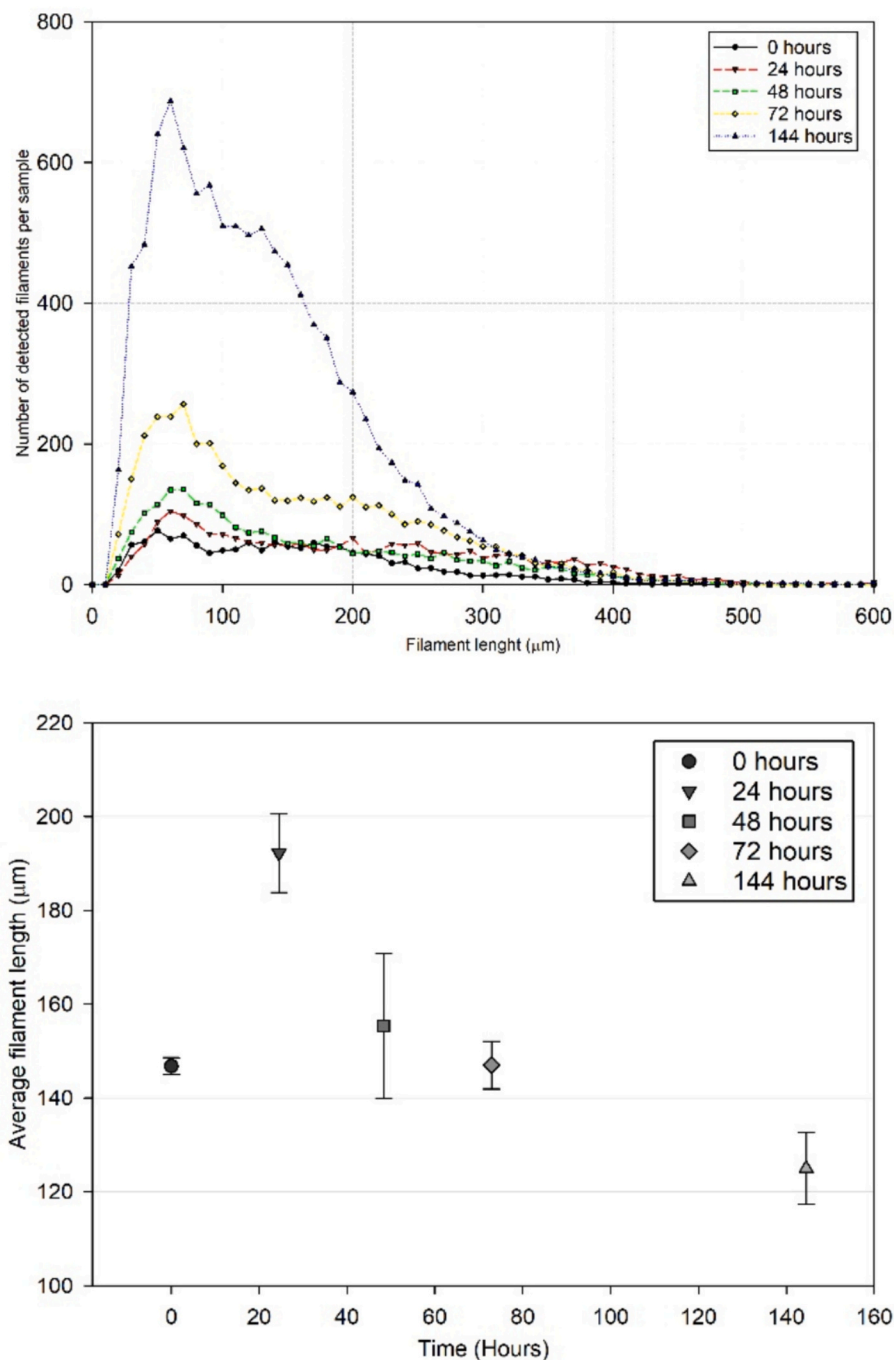 800
600
400
200
0
0 100 200 300 400 500 600
Number of detected filaments per sample
Filament lenght (μm)
0 hours
24 hours
48 hours
72 hours
144 hours
220
200
180
160
140
120
100
0 20 40 60 80 100 120 140 160
Average filament length (μm)
Time (Hours)
0 hours
24 hours
48 hours
72 hours
144 hours